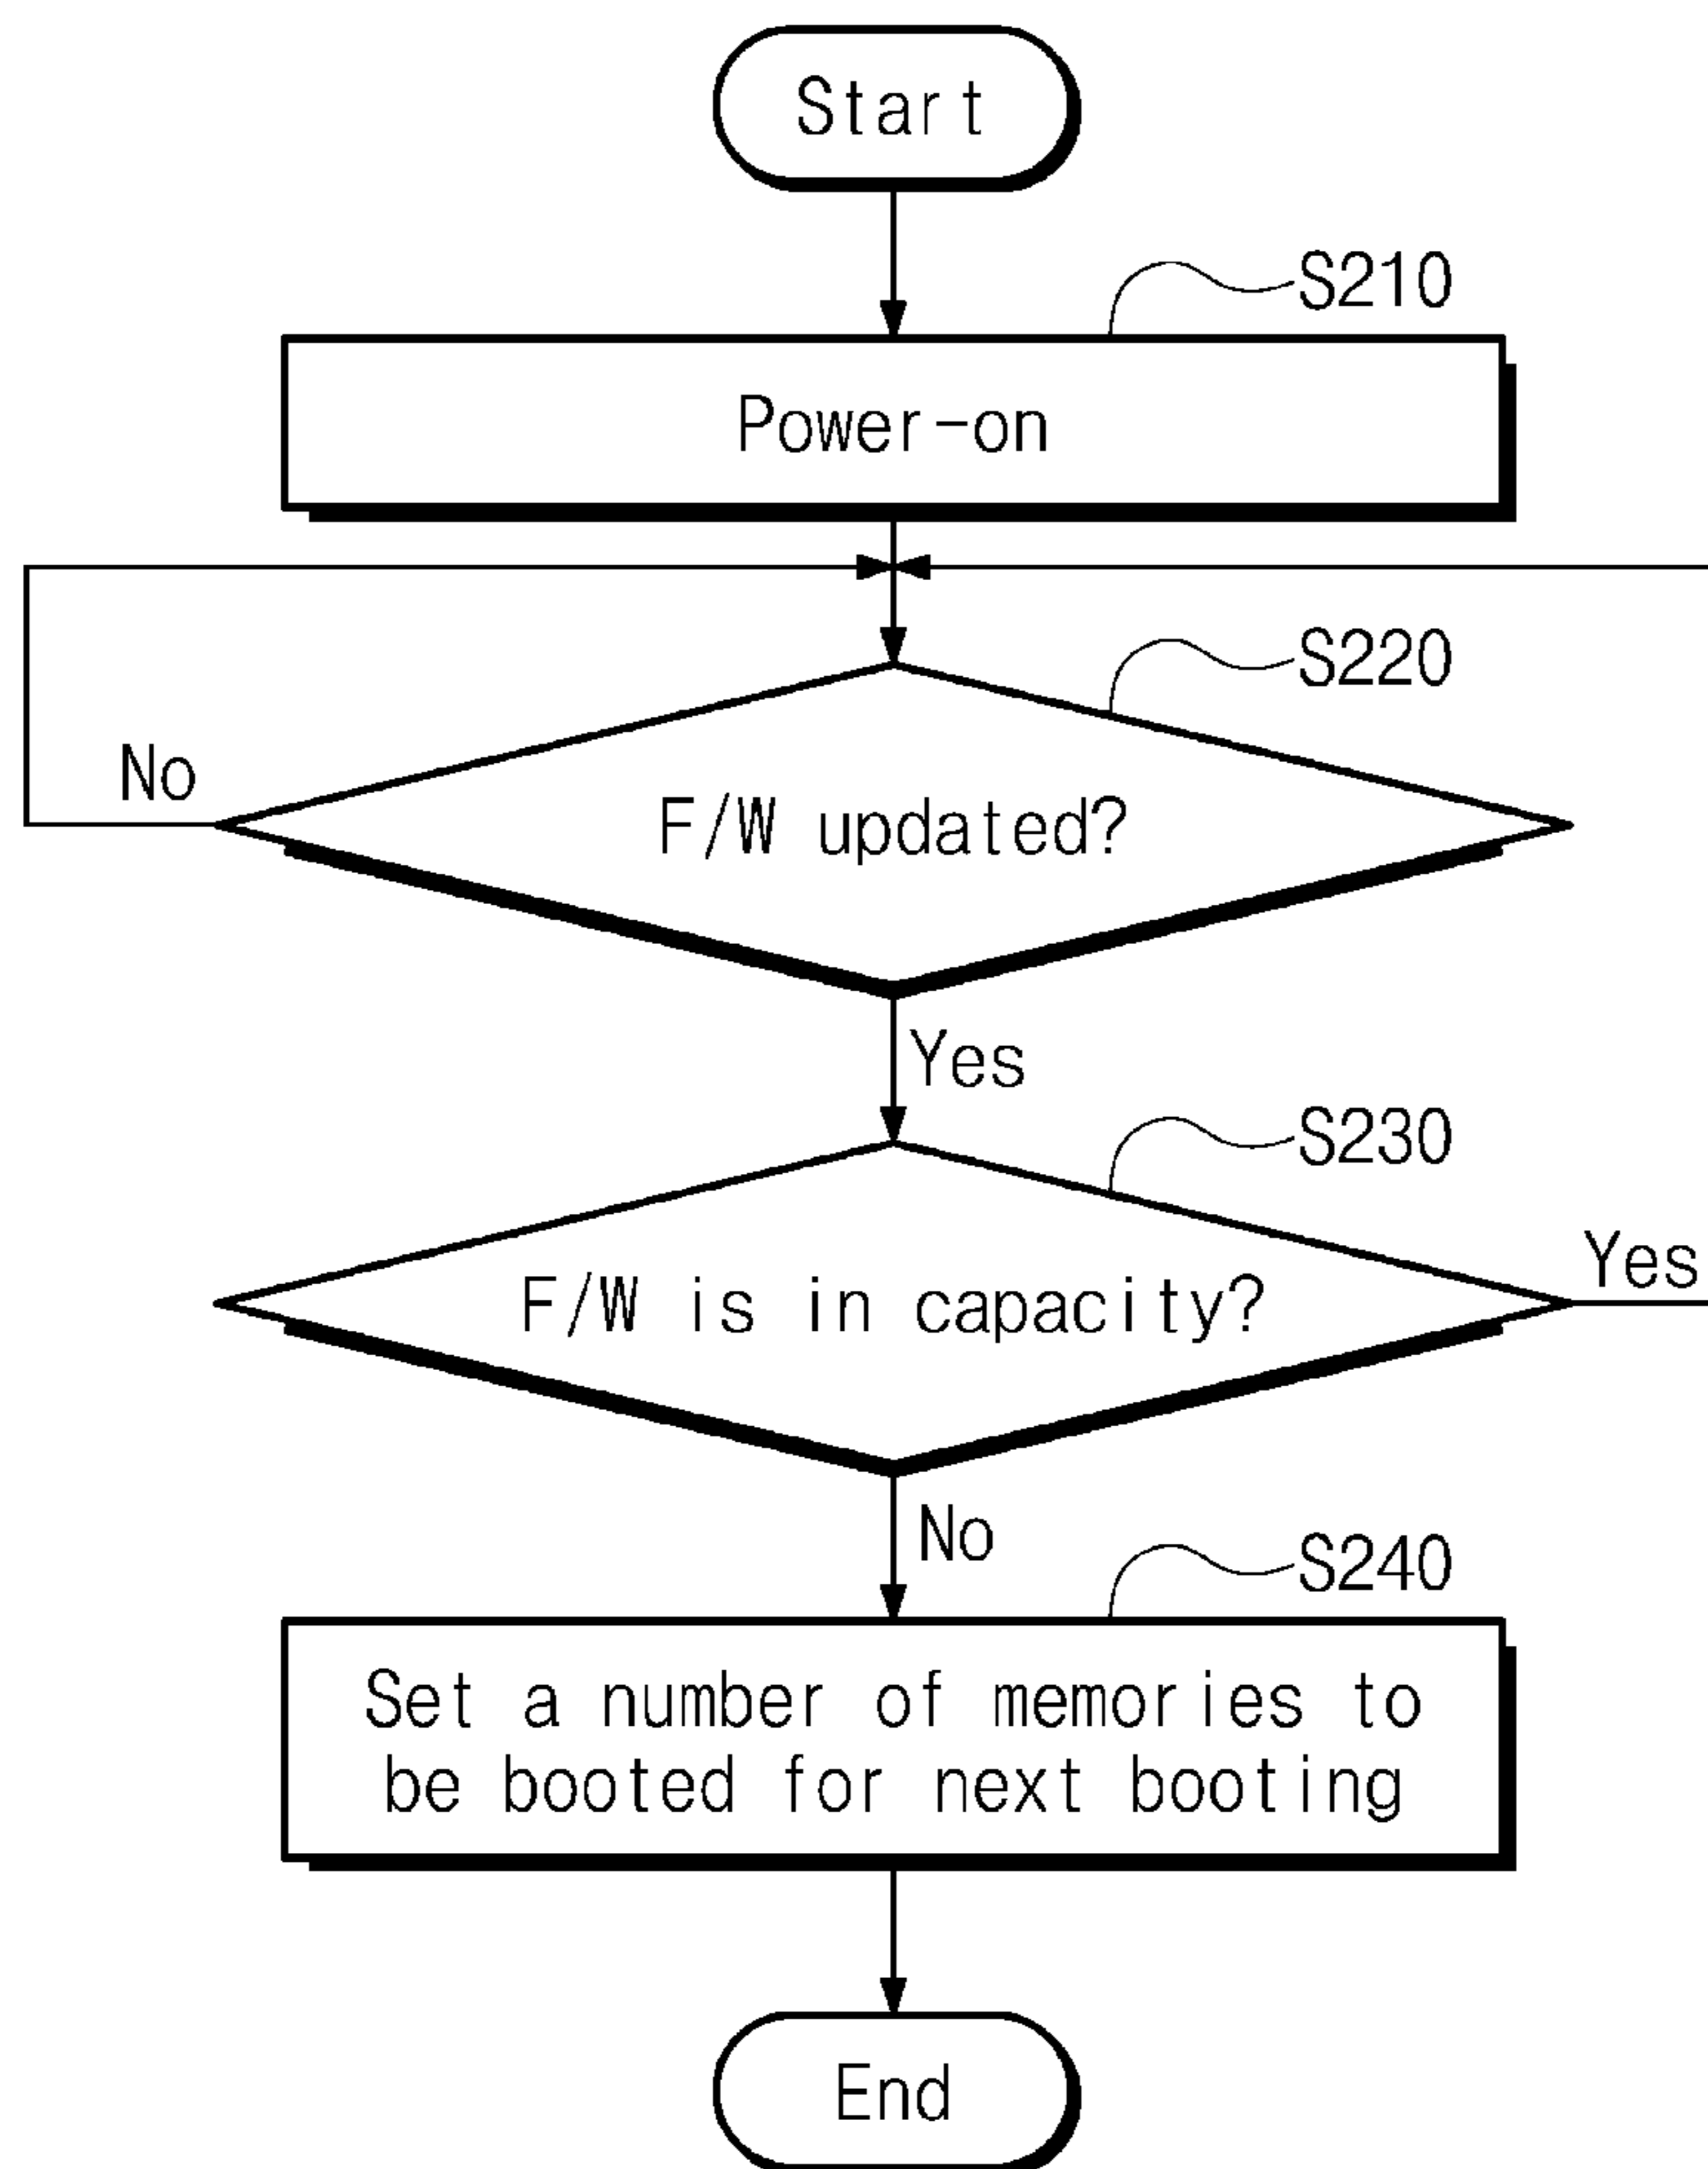 Start
S210
Power-on
S220
No
F/W updated?
Yes
S230
Yes
F/W is in capacity?
No
S240
Set a number of memories to
be booted for next booting
End